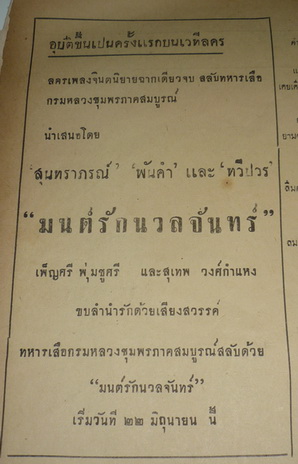 อุบัติขึ้นเปนครั้งแรกบนเวทีลคร
ลครเพลงจินตนิยายฉากเดียวจบ สลับทหารเสือ
กรมหลวงชุมพรภาคสมบูรณ์
นำเสนอโดย
‘สุนทราภรณ์’ ‘พันคำ’ และ ‘ทวีปวร’
“มนต์รักนวลจันทร์”
เพ็ญศรี พุ่มชูศรี และสุเทพ วงศ์กำแหง
ขบลำนำรักด้วยเสียงสวรรค์
ทหารเสือกรมหลวงชุมพรภาคสมบูรณ์สลับด้วย
“มนต์รักนวลจันทร์”
เริ่มวันที่ ๒๒ มิถุนายน นี้